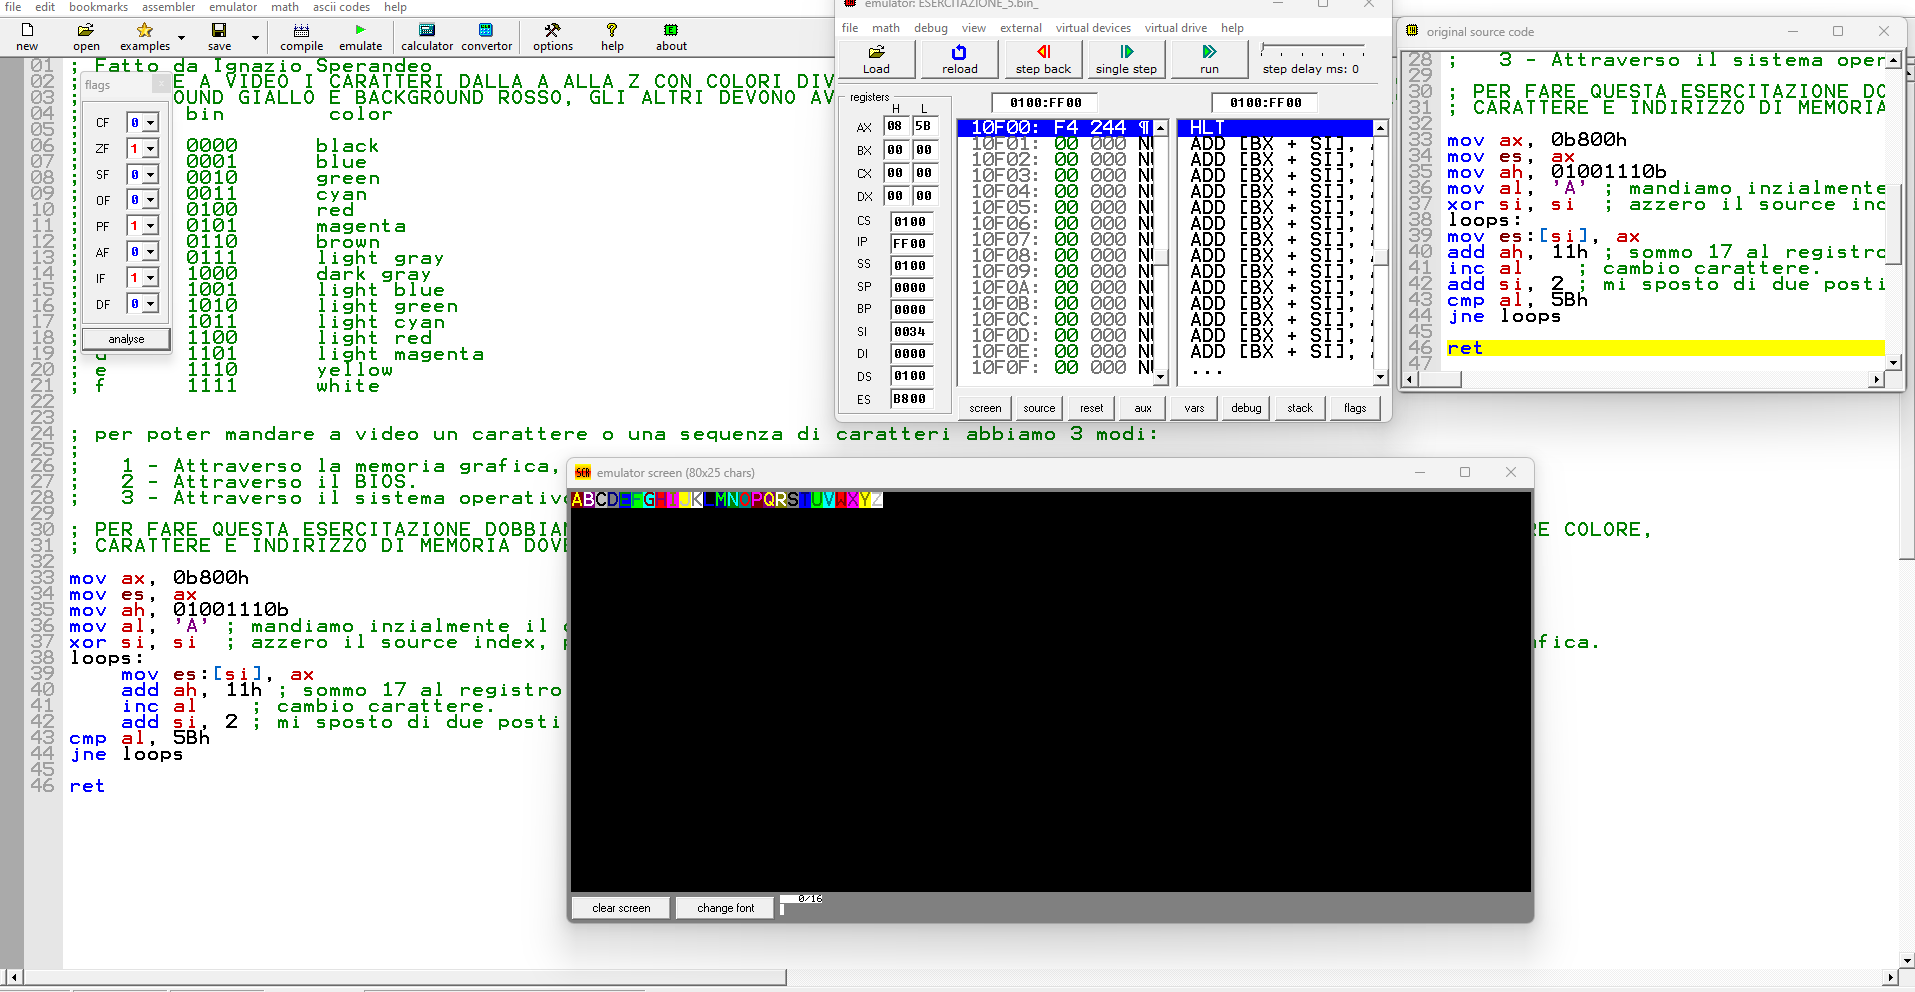 file edit bookmarks assembler emulator math ascii codes help
new open examples save compile emulate calculator convertor options help about
01 ; Fatto da Ignazio Sperandeo
02 E A VIDEO I CARATTERI DALLA A ALLA Z CON COLORI DIV
03 OUND GIALLO E BACKGROUND ROSSO, GLI ALTRI DEVONO AV
04 ; bin color
05 ;
06 ; 0000 black
07 ; 0001 blue
08 ; 0010 green
09 ; 0011 cyan
10 ; 0100 red
11 ; 0101 magenta
12 ; 0110 brown
13 ; 0111 light gray
14 ; 1000 dark gray
15 ; 1001 light blue
16 ; 1010 light green
17 ; 1011 light cyan
18 ; 1100 light red
19 ; d 1101 light magenta
20 ; e 1110 yellow
21 ; f 1111 white
22
23
24 ; per poter mandare a video un carattere o una sequenza di caratteri abbiamo 3 modi:
25 ;
26 ; 1 - Attraverso la memoria grafica,
27 ; 2 - Attraverso il BIOS.
28 ; 3 - Attraverso il sistema operativ
29
30 ; PER FARE QUESTA ESERCITAZIONE DOBBIAM
RE COLORE,
31 ; CARATTERE E INDIRIZZO DI MEMORIA DOVE
32
33 mov ax, 0b800h
34 mov es, ax
35 mov ah, 01001110b
36 mov al, 'A' ; mandiamo inzialmente il
37 xor si, si ; azzero il source index,
afica.
38 loops:
39 mov es:[si], ax
40 add ah, 11h ; sommo 17 al registro
41 inc al ; cambio carattere.
42 add si, 2 ; mi sposto di due posti
43 cmp al, 5Bh
44 jne loops
45
46 ret
flags
CF 0
ZF 1
SF 0
OF 0
PF 1
AF 0
IF 1
DF 0
analyse
emulator: ESERCITAZIONE_5.bin_
file math debug view external virtual devices virtual drive help
Load reload step back single step run step delay ms: 0
registers
H L
AX 08 5B
BX 00 00
CX 00 00
DX 00 00
CS 0100
IP FF00
SS 0100
SP 0000
BP 0000
SI 0034
DI 0000
DS 0100
ES B800
0100:FF00 0100:FF00
10F00: F4 244 ¶
10F01: 00 000 NU
10F02: 00 000 NU
10F03: 00 000 NU
10F04: 00 000 NU
10F05: 00 000 NU
10F06: 00 000 NU
10F07: 00 000 NU
10F08: 00 000 NU
10F09: 00 000 NU
10F0A: 00 000 NU
10F0B: 00 000 NU
10F0C: 00 000 NU
10F0D: 00 000 NU
10F0E: 00 000 NU
10F0F: 00 000 NU
HLT
ADD [BX + SI],
ADD [BX + SI],
ADD [BX + SI],
ADD [BX + SI],
ADD [BX + SI],
ADD [BX + SI],
ADD [BX + SI],
ADD [BX + SI],
ADD [BX + SI],
ADD [BX + SI],
ADD [BX + SI],
ADD [BX + SI],
ADD [BX + SI],
ADD [BX + SI],
...
screen source reset aux vars debug stack flags
original source code
28 ; 3 - Attraverso il sistema oper
29
30 ; PER FARE QUESTA ESERCITAZIONE DO
31 ; CARATTERE E INDIRIZZO DI MEMORIA
32
33 mov ax, 0b800h
34 mov es, ax
35 mov ah, 01001110b
36 mov al, 'A' ; mandiamo inzialmente
37 xor si, si ; azzero il source inc
38 loops:
39 mov es:[si], ax
40 add ah, 11h ; sommo 17 al registro
41 inc al ; cambio carattere.
42 add si, 2 ; mi sposto di due posti
43 cmp al, 5Bh
44 jne loops
45
46 ret
47
emulator screen (80x25 chars)
ABCDEFGHIJKLMNOPQRSTUVWXYZ
clear screen change font 0/16